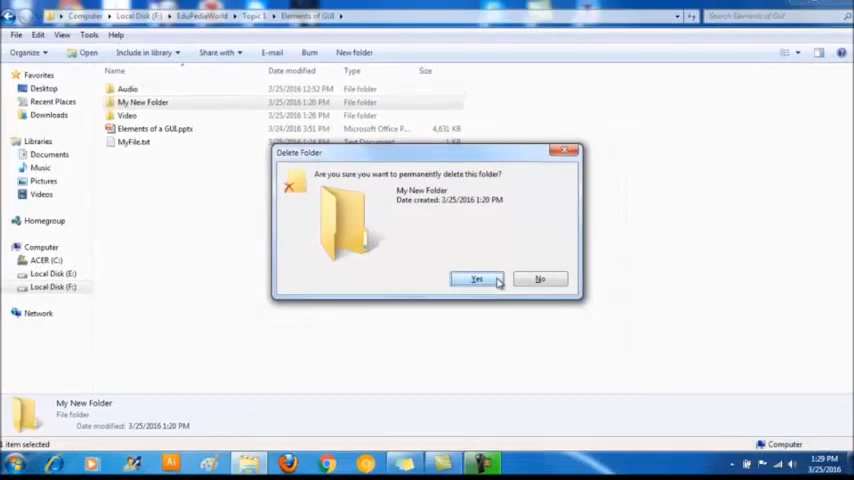 Computer ▸ Local Disk (F:) ▸ EduPediaWorld ▸ Topic 1 ▸ Elements of GUI ▸
Search Elements of GUI
File Edit View Tools Help
Organize Open Include in library Share with E-mail Burn New folder
Name Date modified Type Size
Favorites
Desktop
Recent Places
Downloads
Libraries
Documents
Music
Pictures
Videos
Homegroup
Computer
ACER (C:)
Local Disk (E:)
Local Disk (F:)
Network
Audio 3/25/2016 12:52 PM File folder
My New Folder 3/25/2016 1:20 PM File folder
Video 3/25/2016 1:26 PM File folder
Elements of a GUI.pptx 3/24/2016 3:51 PM Microsoft Office P... 4,631 KB
MyFile.txt
Delete Folder
Are you sure you want to permanently delete this folder?
My New Folder
Date created: 3/25/2016 1:20 PM
Yes No
My New Folder
File folder
Date modified: 3/25/2016 1:20 PM
1 item selected
Computer
1:29 PM
3/25/2016